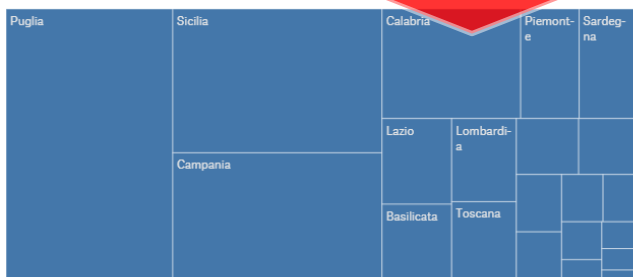 Puglia
Sicilia
Calabria
Piemont-
e
Sardeg-
na
Campania
Lazio
Lombardi-
a
Basilicata
Toscana